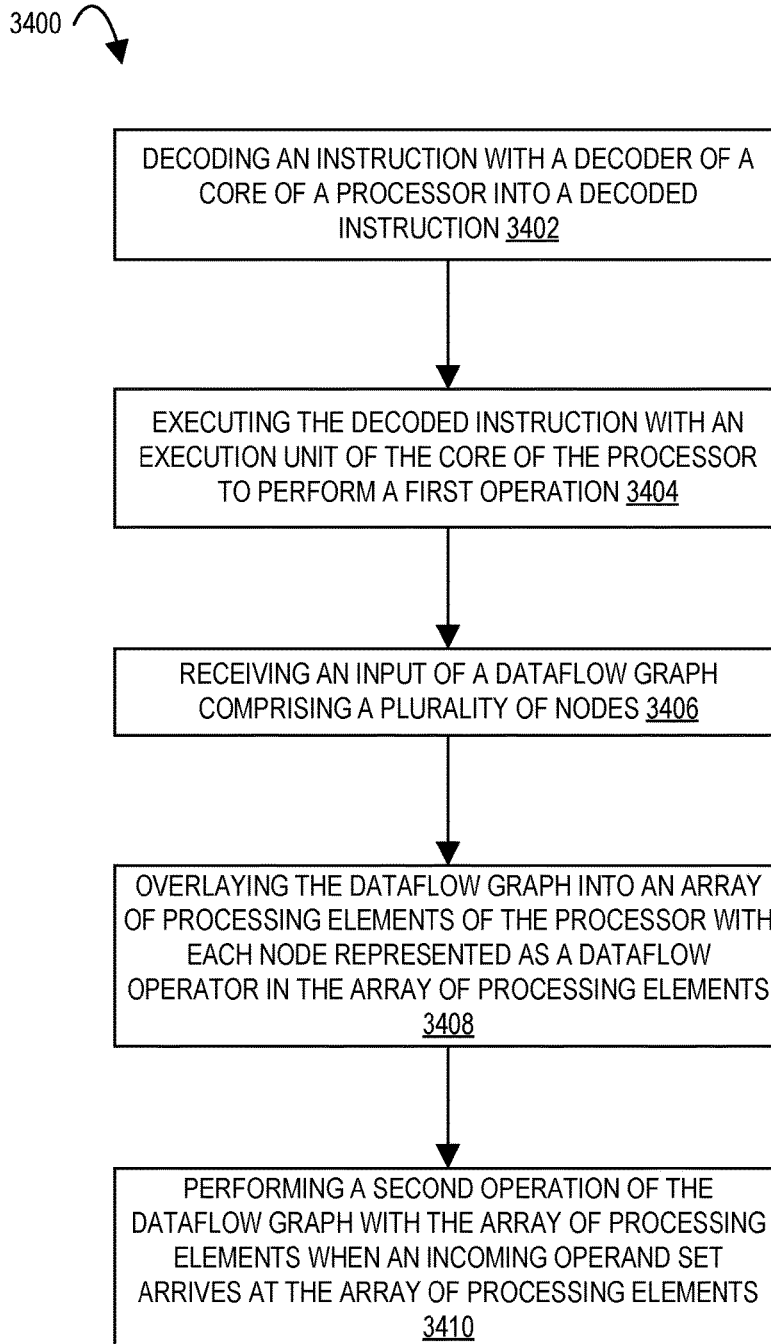 3400
DECODING AN INSTRUCTION WITH A DECODER OF A
CORE OF A PROCESSOR INTO A DECODED
INSTRUCTION 3402
EXECUTING THE DECODED INSTRUCTION WITH AN
EXECUTION UNIT OF THE CORE OF THE PROCESSOR
TO PERFORM A FIRST OPERATION 3404
RECEIVING AN INPUT OF A DATAFLOW GRAPH
COMPRISING A PLURALITY OF NODES 3406
OVERLAYING THE DATAFLOW GRAPH INTO AN ARRAY
OF PROCESSING ELEMENTS OF THE PROCESSOR WITH
EACH NODE REPRESENTED AS A DATAFLOW
OPERATOR IN THE ARRAY OF PROCESSING ELEMENTS
3408
PERFORMING A SECOND OPERATION OF THE
DATAFLOW GRAPH WITH THE ARRAY OF PROCESSING
ELEMENTS WHEN AN INCOMING OPERAND SET
ARRIVES AT THE ARRAY OF PROCESSING ELEMENTS
3410